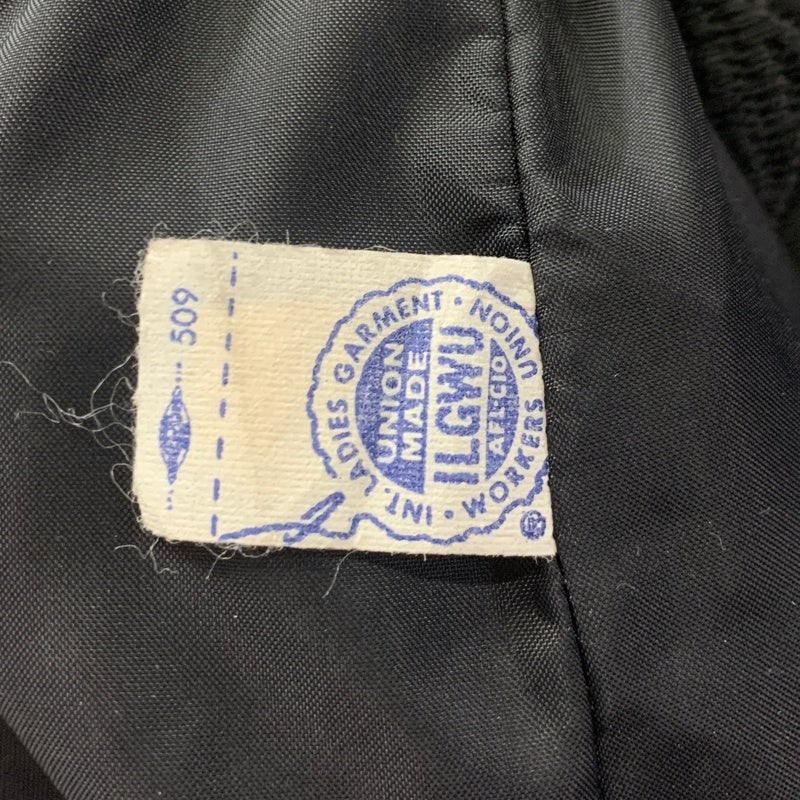 INT. LADIES GARMENT • WORKERS UNION •
UNION
MADE
ILGWU
AFL-CIO
®
509